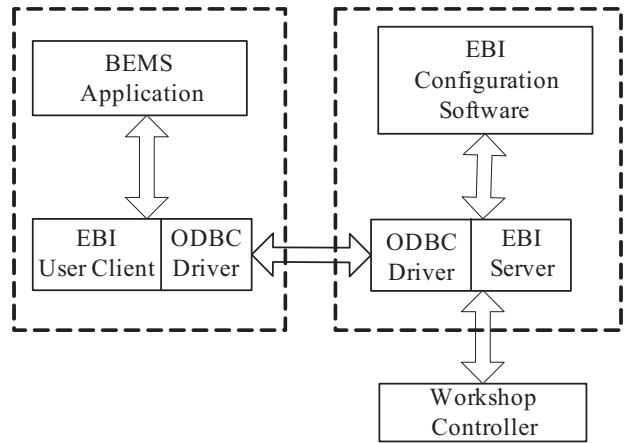 BEMS
Application
EBI
Configuration
Software
EBI
User Client
ODBC
Driver
ODBC
Driver
EBI
Server
Workshop
Controller